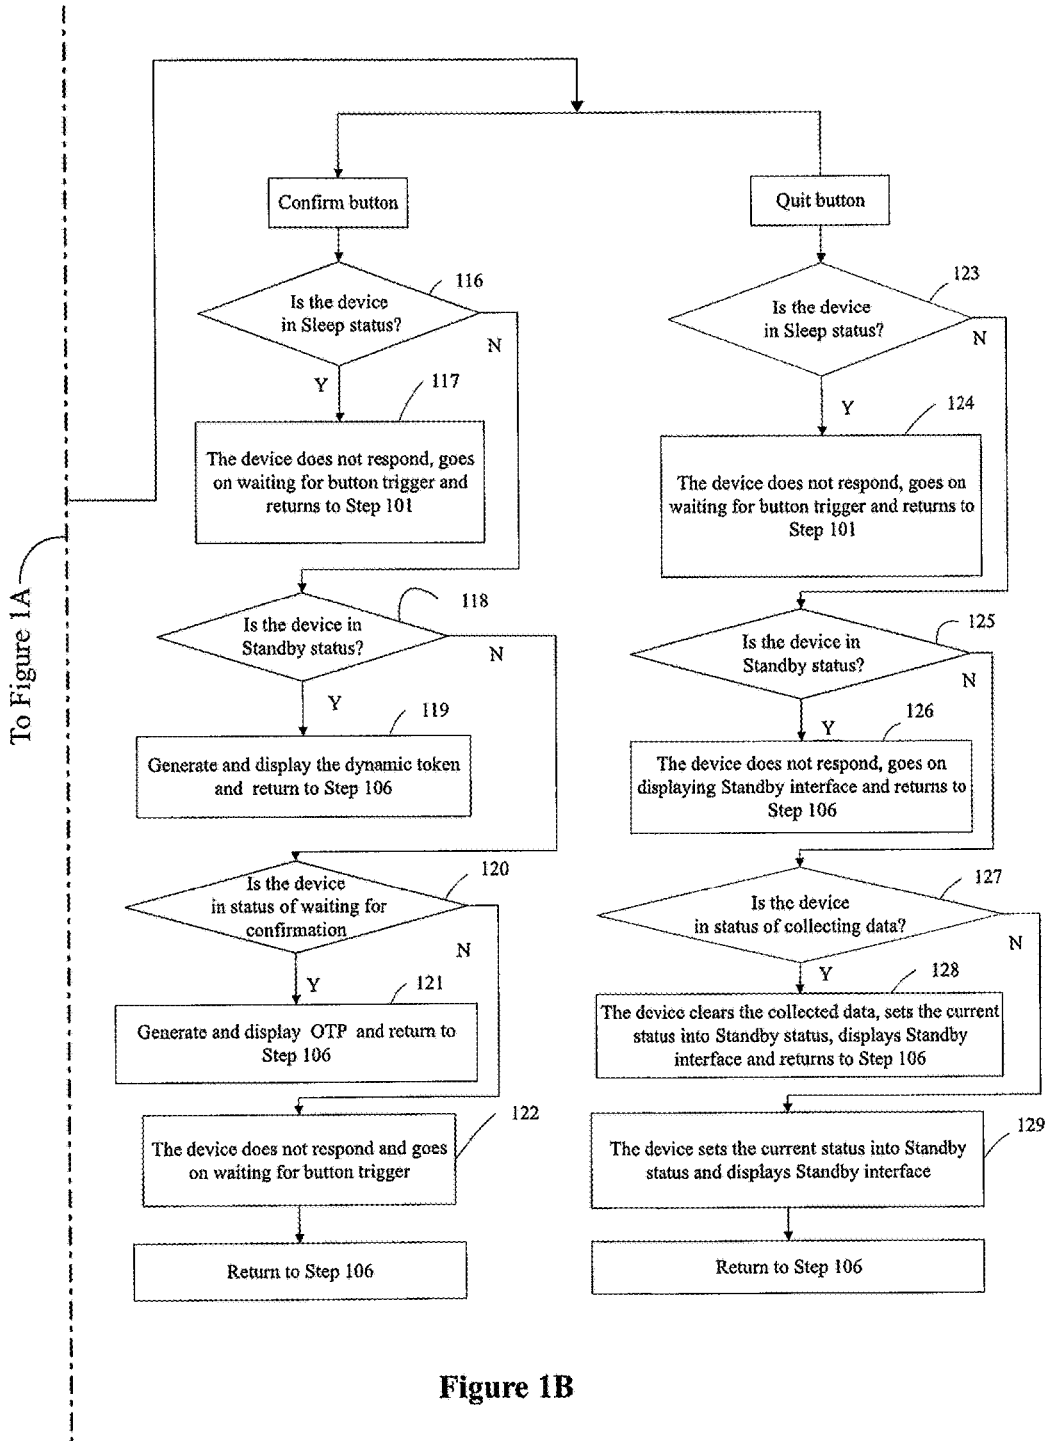 To Figure 1A
Confirm button
116
Is the device
in Sleep status?
N
Y
117
The device does not respond, goes
on waiting for button trigger and
returns to Step 101
118
Is the device in
Standby status?
N
Y
119
Generate and display the dynamic token
and return to Step 106
120
Is the device
in status of waiting for
confirmation
N
Y
121
Generate and display OTP and return to
Step 106
122
The device does not respond and goes
on waiting for button trigger
Return to Step 106
Quit button
123
Is the device
in Sleep status?
N
Y
124
The device does not respond, goes on
waiting for button trigger and returns to
Step 101
125
Is the device in
Standby status?
N
Y
126
The device does not respond, goes on
displaying Standby interface and returns to
Step 106
127
Is the device
in status of collecting data?
N
Y
128
The device clears the collected data, sets the current
status into Standby status, displays Standby
interface and returns to Step 106
129
The device sets the current status into Standby
status and displays Standby interface
Return to Step 106
Figure 1B